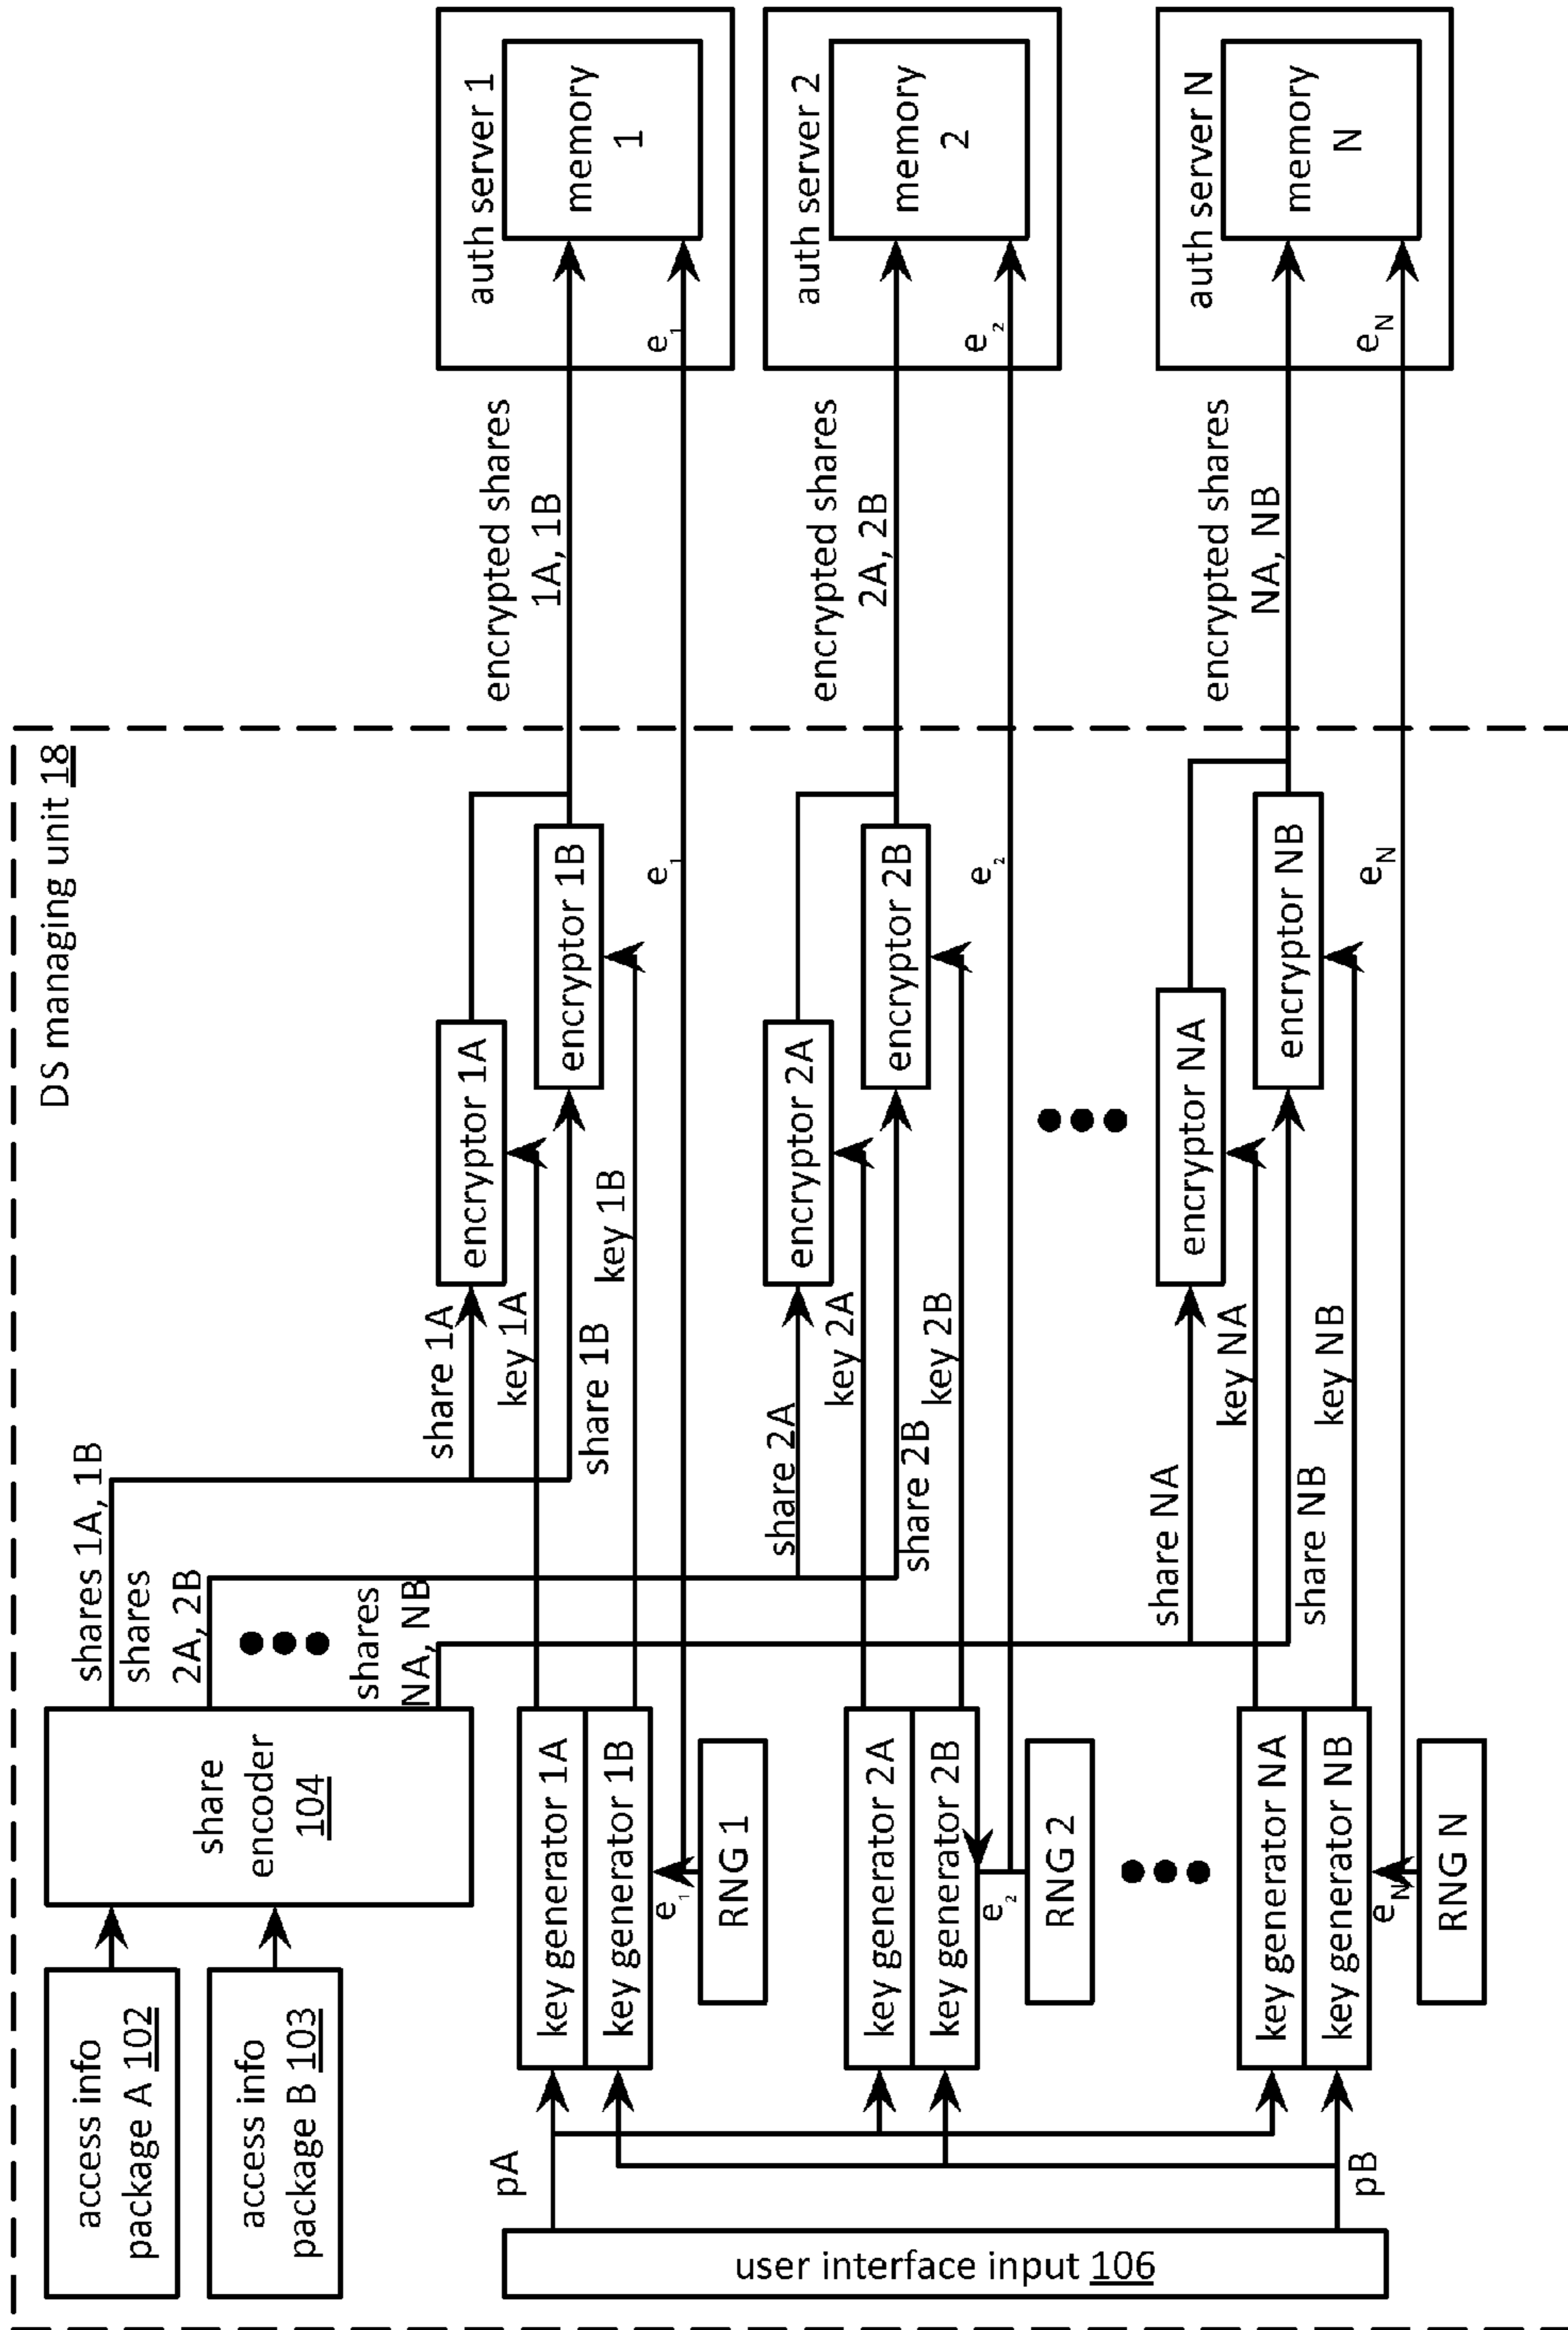 DS managing unit 18
access info
package A 102
access info
package B 103
share
encoder
104
shares 1A, 1B
shares
2A, 2B
shares
NA, NB
user interface input 106
pA
pB
key generator 1A
key generator 1B
e1
RNG 1
share 1A
key 1A
share 1B
key 1B
encryptor 1A
encryptor 1B
e1
encrypted shares
1A, 1B
auth server 1
memory
1
e1
key generator 2A
key generator 2B
e2
RNG 2
share 2A
key 2A
share 2B
key 2B
encryptor 2A
encryptor 2B
e2
encrypted shares
2A, 2B
auth server 2
memory
2
e2
key generator NA
key generator NB
eN
RNG N
share NA
key NA
share NB
key NB
encryptor NA
encryptor NB
eN
encrypted shares
NA, NB
auth server N
memory
N
eN